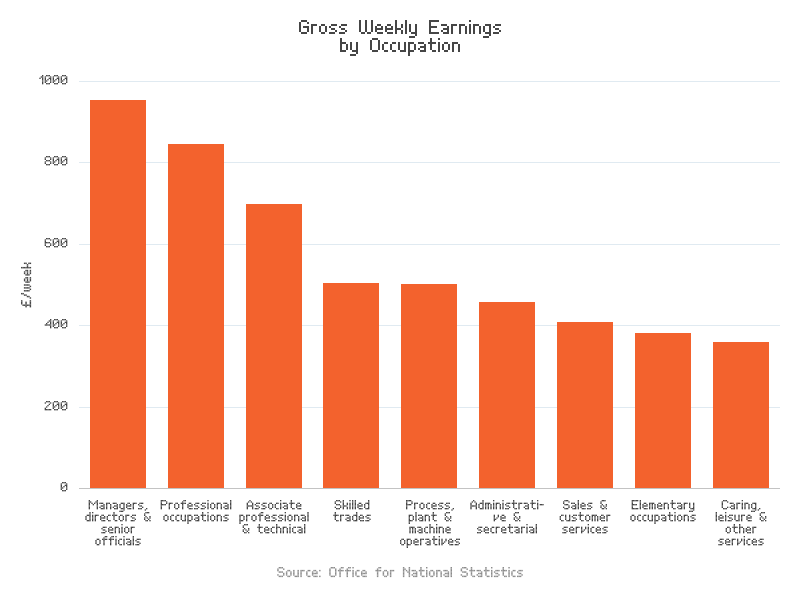 Gross Weekly Earnings
by Occupation
1000
800
600
400
200
0
£/week
Managers,
directors &
senior
officials
Professional
occupations
Associate
professional
& technical
Skilled
trades
Process,
plant &
machine
operatives
Administrati-
ve &
secretarial
Sales &
customer
services
Elementary
occupations
Caring,
leisure &
other
services
Source: Office for National Statistics